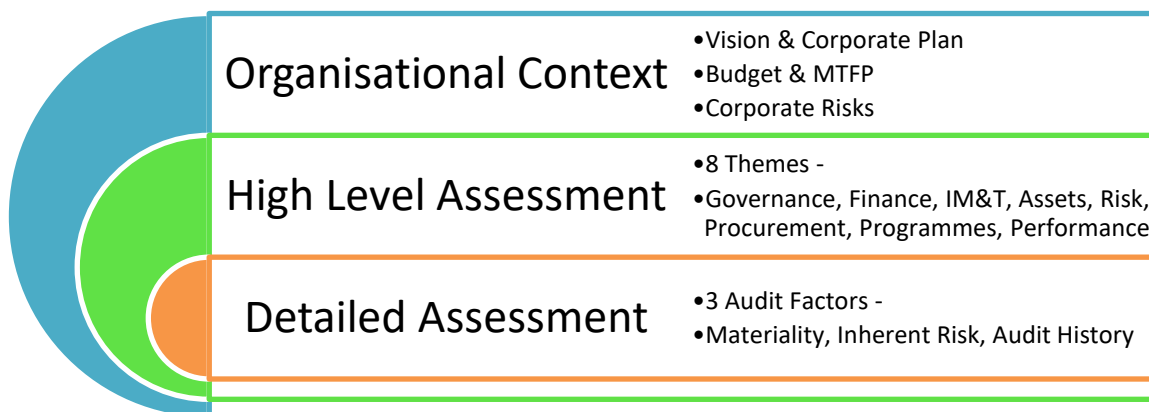 Organisational Context
•Vision & Corporate Plan
•Budget & MTFP
•Corporate Risks
High Level Assessment
•8 Themes -
•Governance, Finance, IM&T, Assets, Risk,
Procurement, Programmes, Performance
Detailed Assessment
•3 Audit Factors -
•Materiality, Inherent Risk, Audit History